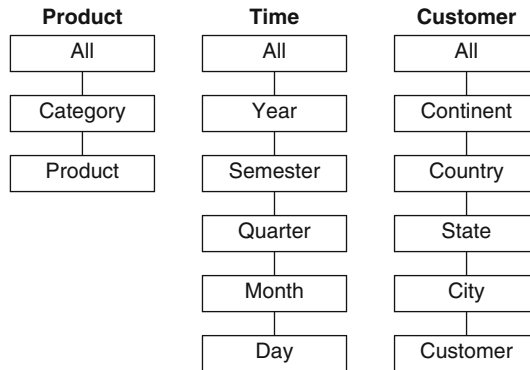 Product Time Customer
All All All
Category Year Continent
Product Semester Country
Quarter State
Month City
Day Customer